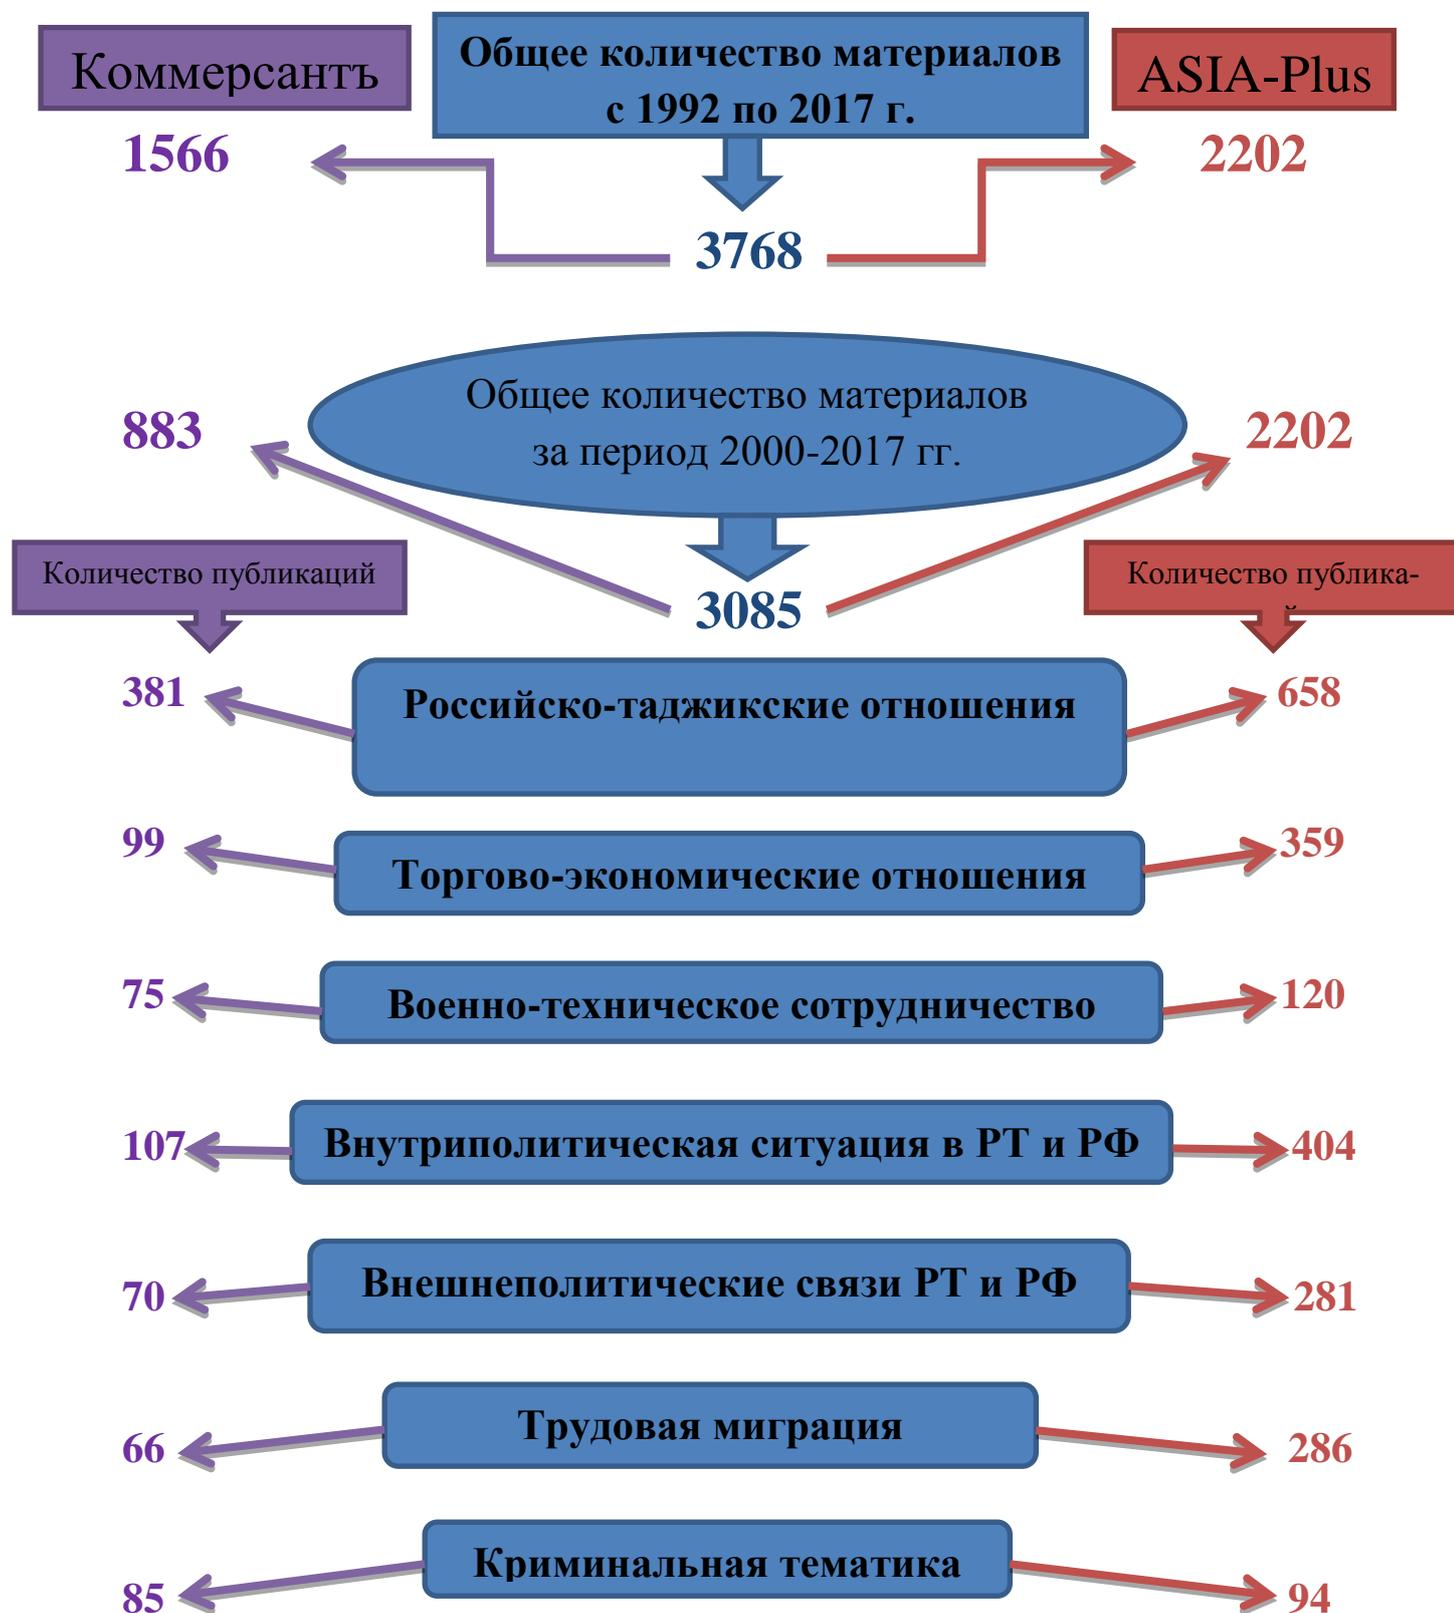 Коммерсантъ
Общее количество материалов
с 1992 по 2017 г.
ASIA-Plus
1566
2202
3768
Общее количество материалов
за период 2000-2017 гг.
883
2202
3085
Количество публикаций
Количество публика-
381
Российско-таджикские отношения
658
99
Торгово-экономические отношения
359
75
Военно-техническое сотрудничество
120
107
Внутриполитическая ситуация в РТ и РФ
404
70
Внешнеполитические связи РТ и РФ
281
66
Трудовая миграция
286
85
Криминальная тематика
94